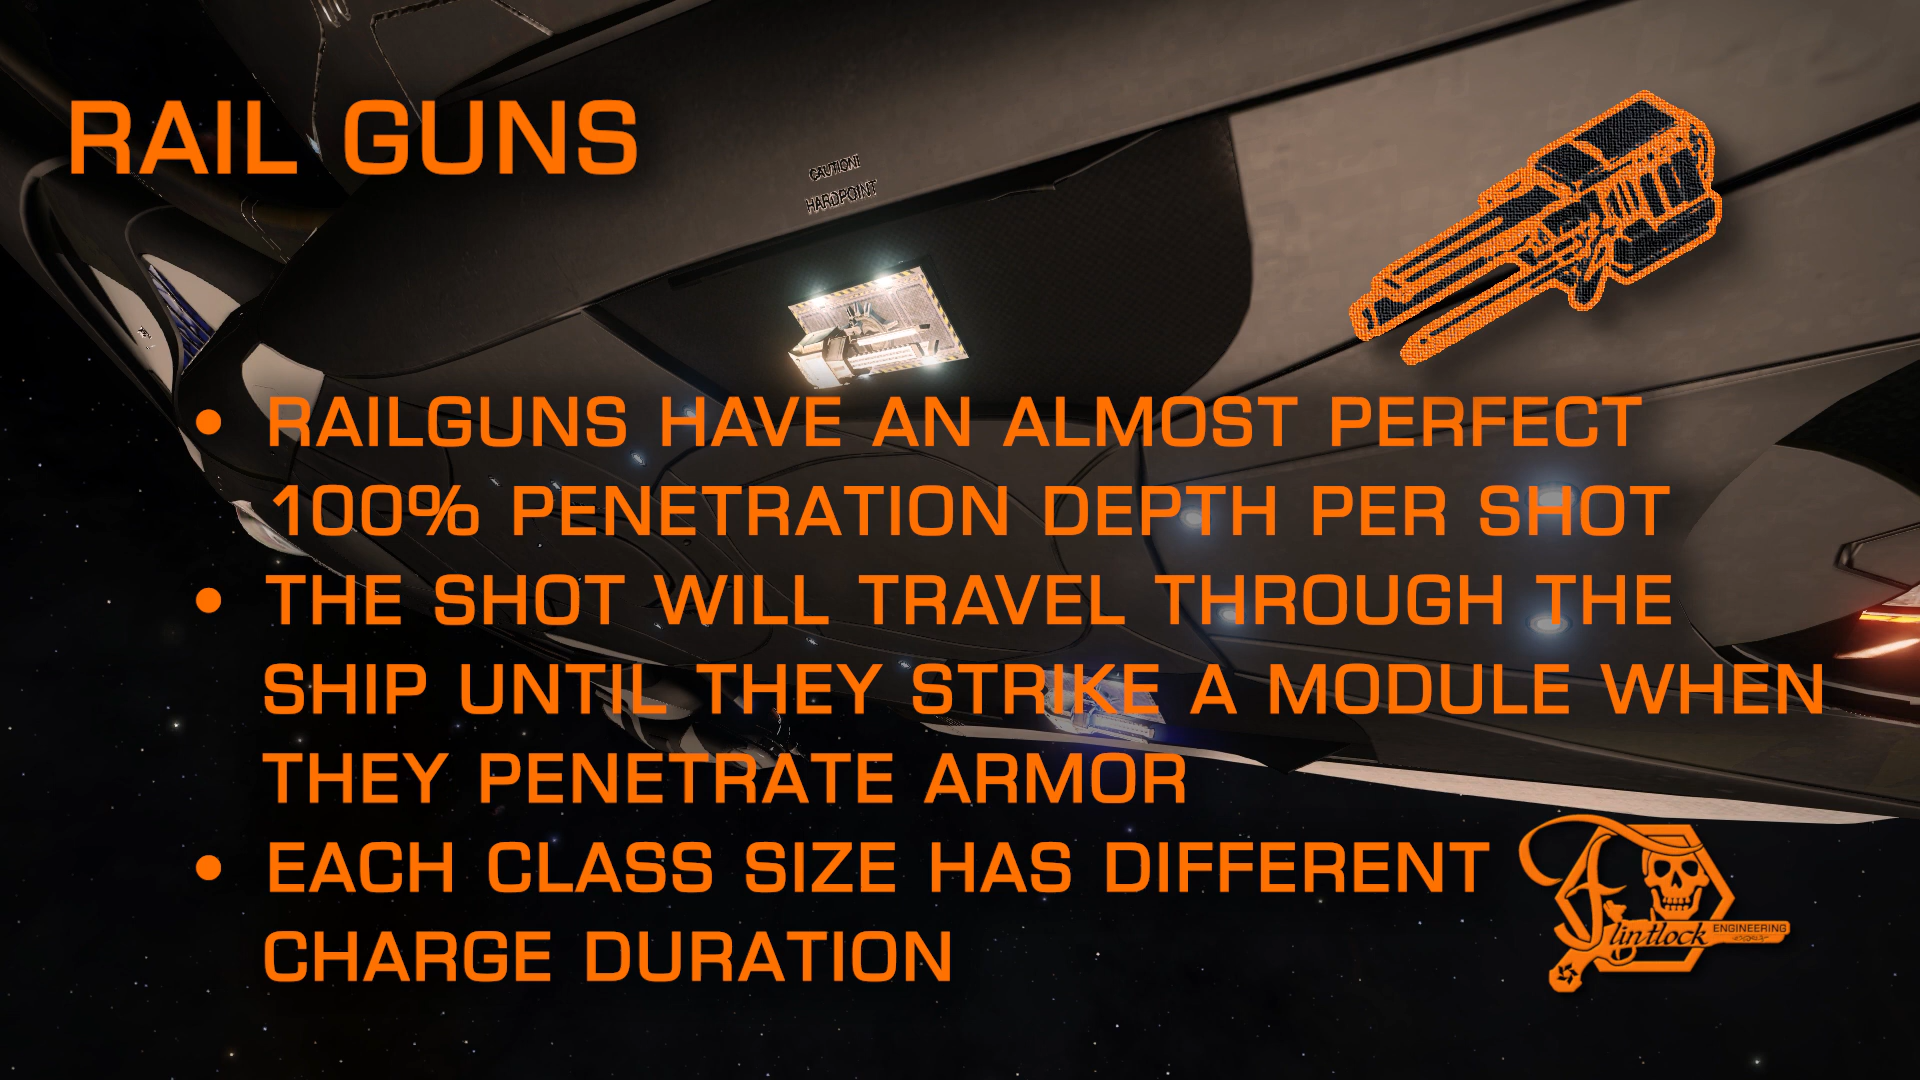 RAIL GUNS
CAUTION!
HARDPOINT
• RAILGUNS HAVE AN ALMOST PERFECT
100% PENETRATION DEPTH PER SHOT
• THE SHOT WILL TRAVEL THROUGH THE
SHIP UNTIL THEY STRIKE A MODULE WHEN
THEY PENETRATE ARMOR
• EACH CLASS SIZE HAS DIFFERENT
CHARGE DURATION
Flintlock ENGINEERING